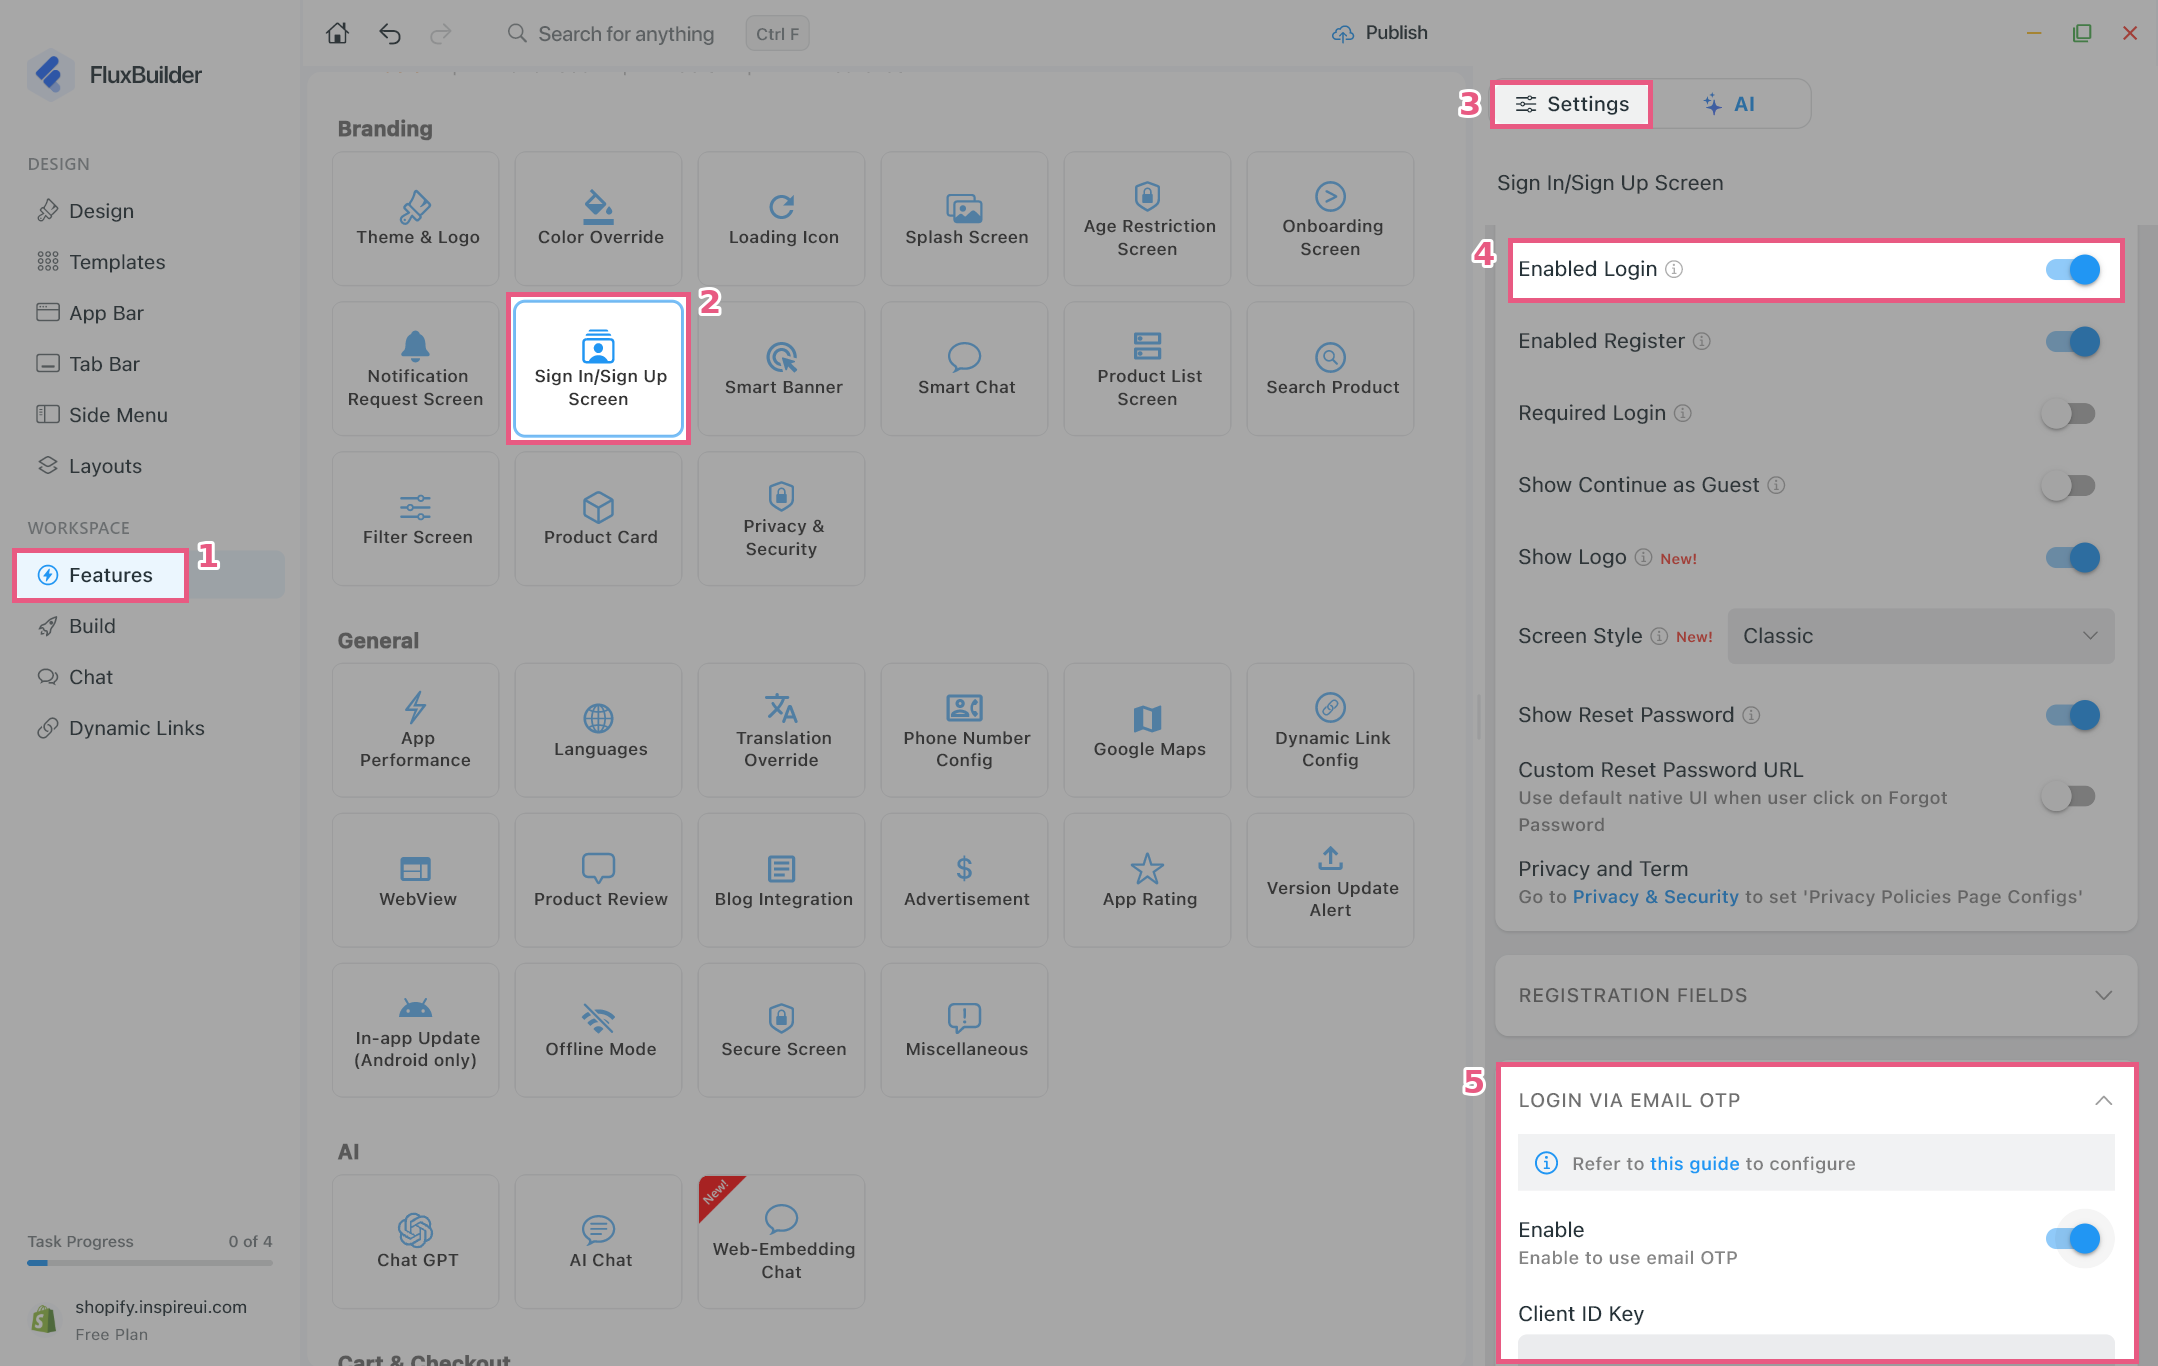 FluxBuilder
Search for anything
Ctrl F
Publish
DESIGN
Design
Templates
App Bar
Tab Bar
Side Menu
Layouts
WORKSPACE
1
Features
Build
Chat
Dynamic Links
Task Progress
0 of 4
shopify.inspireui.com
Free Plan
Branding
Theme & Logo
Color Override
Loading Icon
Splash Screen
Age Restriction
Screen
Onboarding
Screen
Notification
Request Screen
2
Sign In/Sign Up
Screen
Smart Banner
Smart Chat
Product List
Screen
Search Product
Filter Screen
Product Card
Privacy &
Security
General
App
Performance
Languages
Translation
Override
Phone Number
Config
Google Maps
Dynamic Link
Config
WebView
Product Review
Blog Integration
Advertisement
App Rating
Version Update
Alert
In-app Update
(Android only)
Offline Mode
Secure Screen
Miscellaneous
AI
Chat GPT
AI Chat
New!
Web-Embedding
Chat
Cart & Checkout
3
Settings
AI
Sign In/Sign Up Screen
4
Enabled Login
Enabled Register
Required Login
Show Continue as Guest
Show Logo New!
Screen Style New! Classic
Show Reset Password
Custom Reset Password URL
Use default native UI when user click on Forgot
Password
Privacy and Term
Go to Privacy & Security to set 'Privacy Policies Page Configs'
REGISTRATION FIELDS
5
LOGIN VIA EMAIL OTP
Refer to this guide to configure
Enable
Enable to use email OTP
Client ID Key